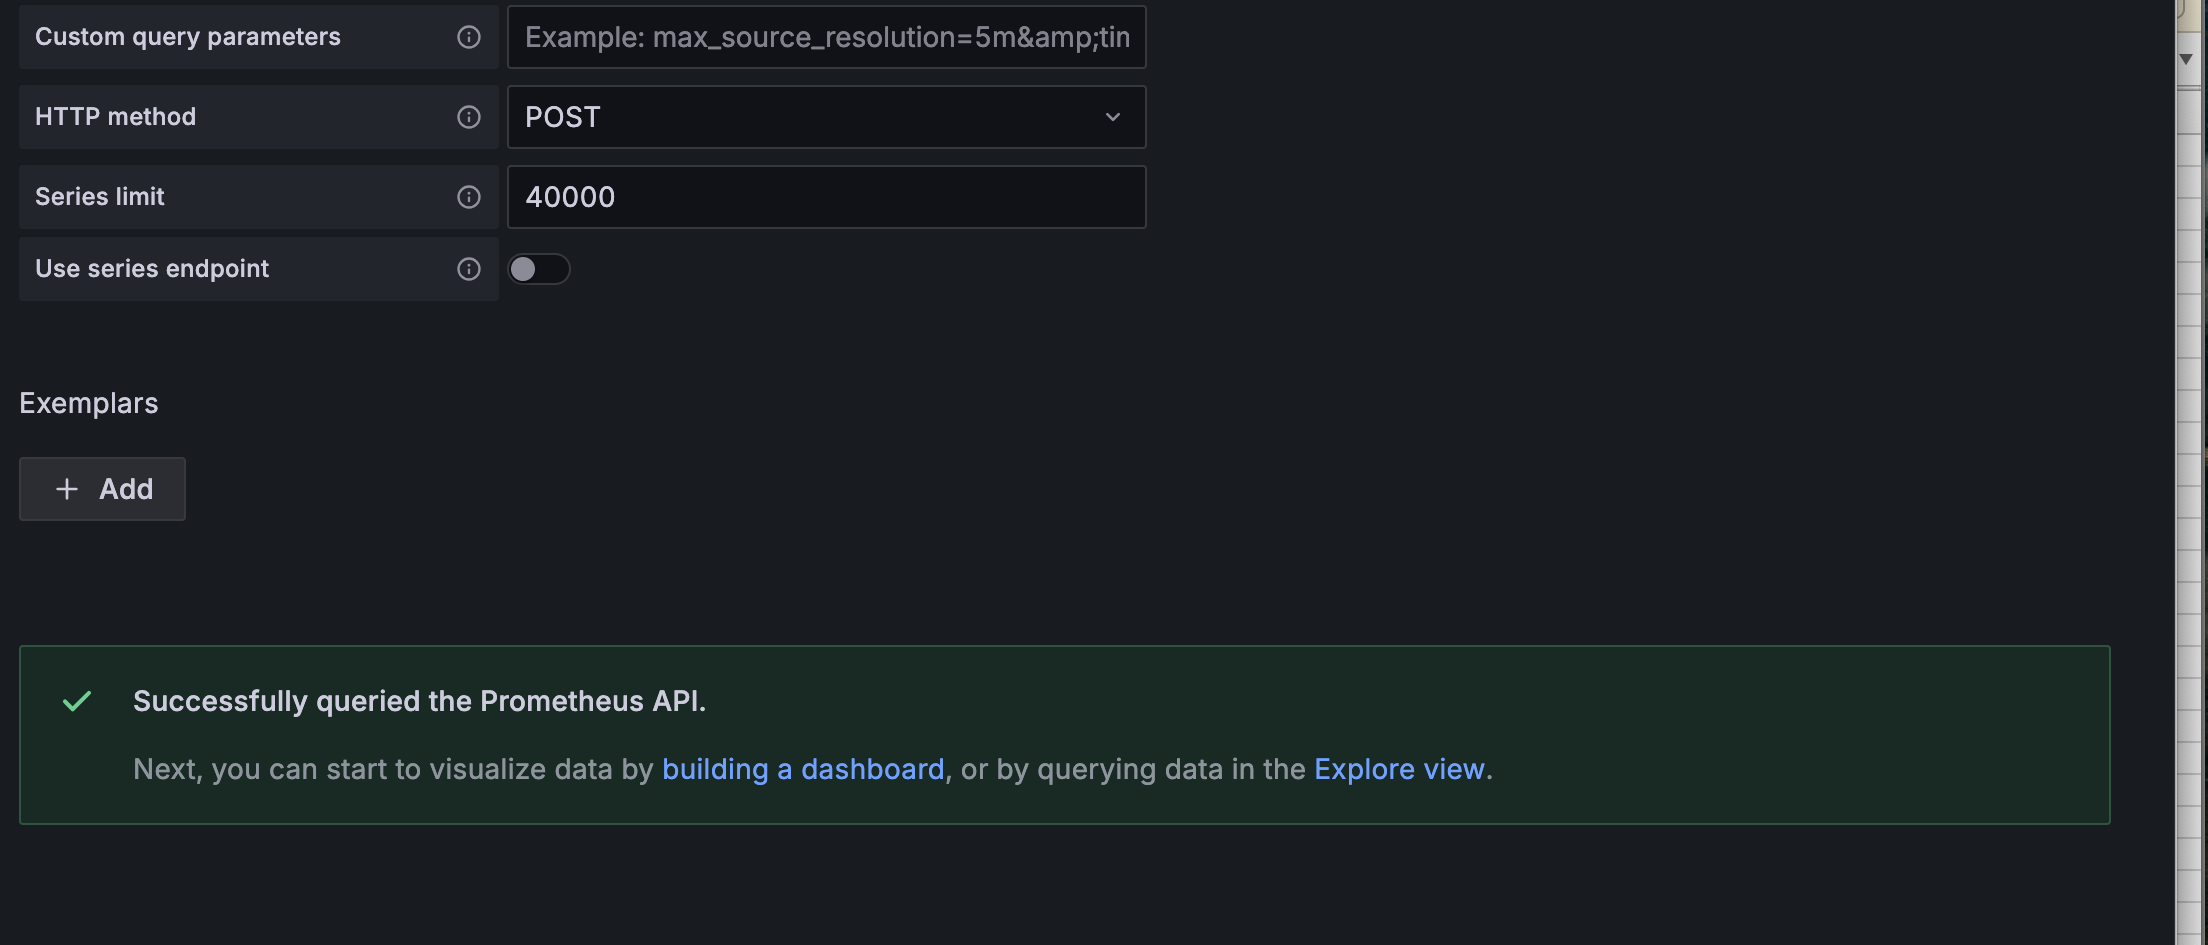 Custom query parameters
Example: max_source_resolution=5m&amp;tin
HTTP method
POST
Series limit
40000
Use series endpoint
Exemplars
+ Add
Successfully queried the Prometheus API.
Next, you can start to visualize data by building a dashboard, or by querying data in the Explore view.